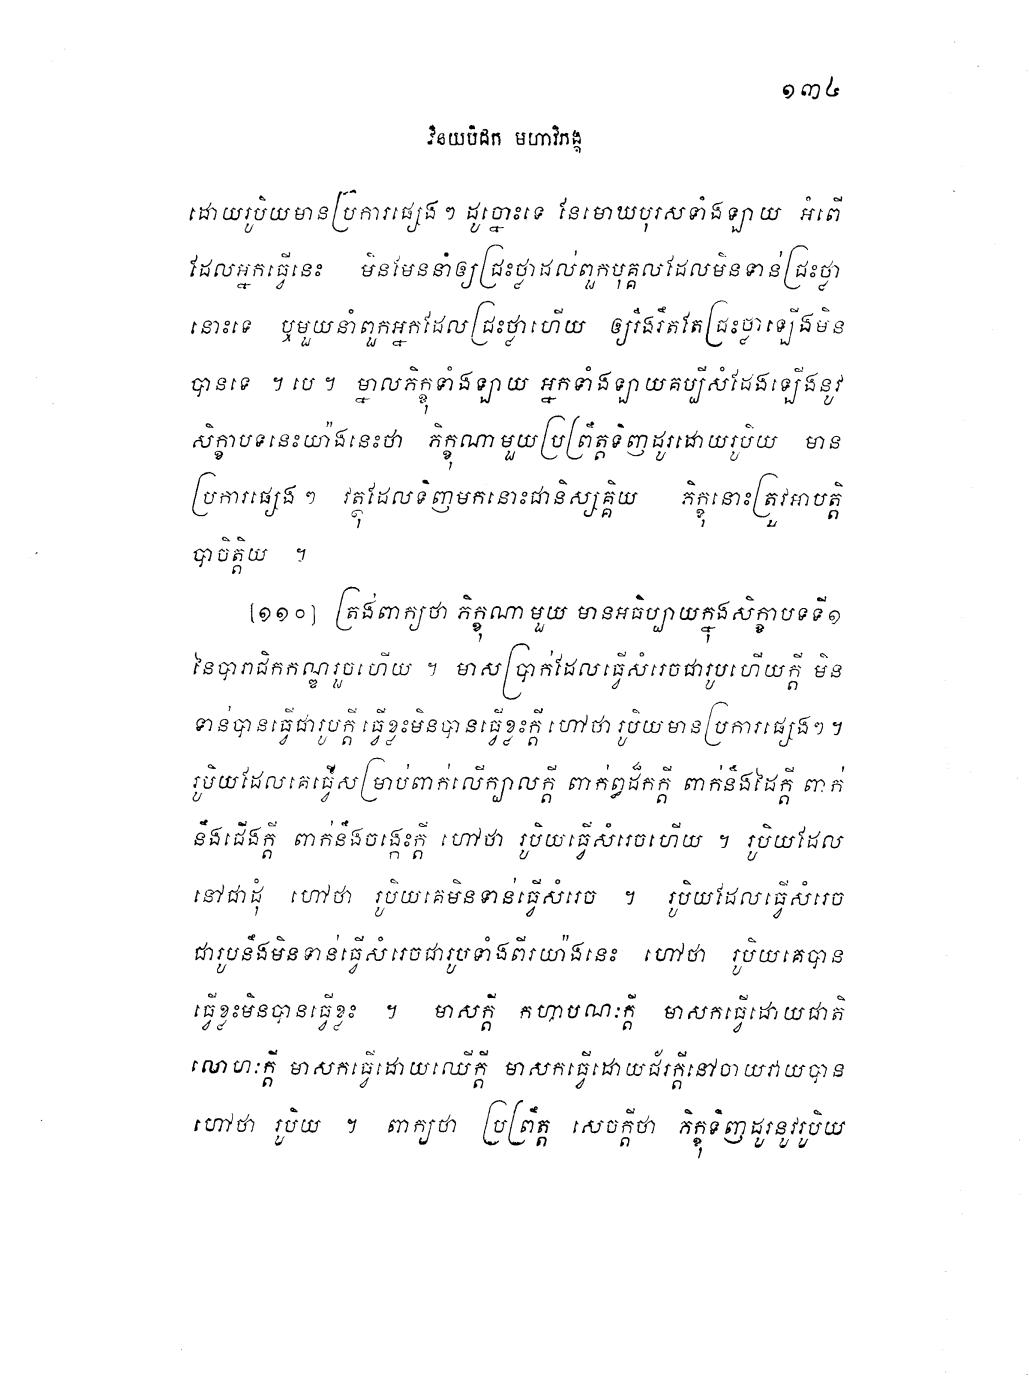 ១៣៤
វិនយបិដក មហាវិភង្គ
ដោយរូបិយមានប្រការផ្សេងៗ ដូច្នោះទេ នែមោឃបុរសទាំងឡាយ អំពើ
ដែលអ្នកធ្វើនេះ មិនមែននាំឲ្យជ្រះថ្លាដល់ពួកបុគ្គលដែលមិនទាន់ជ្រះថ្លា
នោះទេ ឬមួយនាំពួកអ្នកដែលជ្រះថ្លាហើយ ឲ្យរឹងរឹតតែជ្រះថ្លាឡើងមិន
បានទេ ។ បេ ។ ម្នាលភិក្ខុទាំងឡាយ អ្នកទាំងឡាយគប្បីសំដែងឡើងនូវ
សិក្ខាបទនេះយ៉ាងនេះថា ភិក្ខុណាមួយប្រព្រឹត្តទិញដូរដោយរូបិយ មាន
ប្រការផ្សេងៗ វត្ថុដែលទិញមកនោះជានិស្សគ្គិយ ភិក្ខុនោះត្រូវអាបត្តិ
បាចិត្តិយ ។
[១១០] ត្រង់ពាក្យថា ភិក្ខុណាមួយ មានអធិប្បាយក្នុងសិក្ខាបទទី១
នៃបារាជិកកណ្ឌរួចហើយ ។ មាសប្រាក់ដែលធ្វើសំរេចជារូបហើយក្តី មិន
ទាន់បានធ្វើជារូបក្តី ធ្វើខ្លះមិនបានធ្វើខ្លះក្តី ហៅថា រូបិយមានប្រការផ្សេងៗ ។
រូបិយដែលគេធ្វើសម្រាប់ពាក់លើក្បាលក្តី ពាក់ឰដ៏កក្តី ពាក់នឹងដៃក្តី ពាក់
នឹងជើងក្តី ពាក់នឹងចង្កេះក្តី ហៅថា រូបិយធ្វើសំរេចហើយ ។ រូបិយដែល
នៅជាដុំ ហៅថា រូបិយគេមិនទាន់ធ្វើសំរេច ។ រូបិយដែលធ្វើសំរេច
ជារូបនឹងមិនទាន់ធ្វើសំរេចជារូបទាំងពីរយ៉ាងនេះ ហៅថា រូបិយគេបាន
ធ្វើខ្លះមិនបានធ្វើខ្លះ ។ មាសក្តី កហាបណៈក្តី មាសកធ្វើដោយជាតិ
លោហៈក្តី មាសកធ្វើដោយឈើក្តី មាសកធ្វើដោយជ័រក្តីនៅចាយវាយបាន
ហៅថា រូបិយ ។ ពាក្យថា ប្រព្រឹត្ត សេចក្តីថា ភិក្ខុទិញដូរនូវរូបិយ